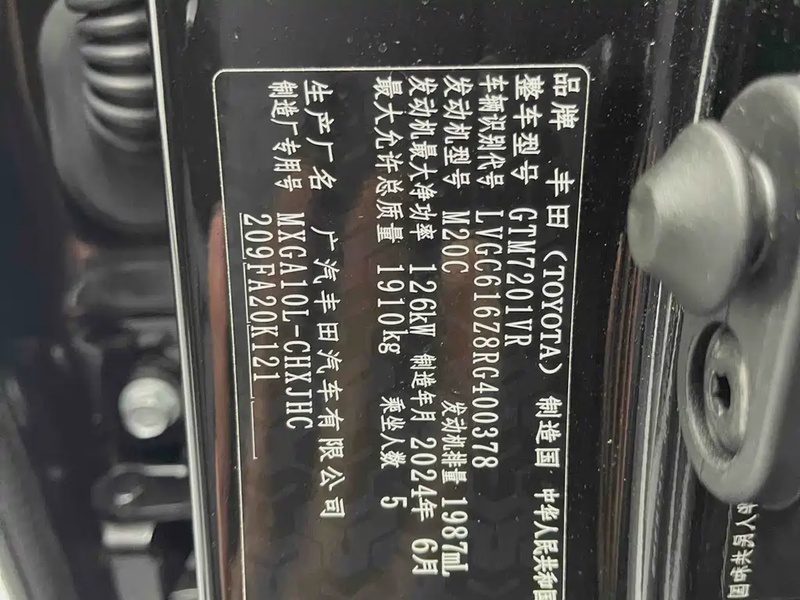 品牌 丰田（TOYOTA） 制造国 中华人民共和国
整车型号 GTM7201VR
车辆识别代号 LVGC616Z8RG400378
发动机型号 M20C 发动机排量 1987mL
发动机最大净功率 126kW 制造年月 2024年 6月
最大允许总质量 1910kg 乘坐人数 5
生产厂名 广汽丰田汽车有限公司
制造厂专用号 MXGA10L-CHXJHC
209FA20K121